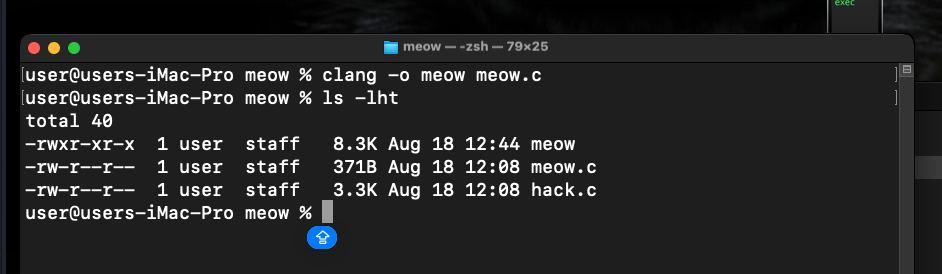 exec
meow — -zsh — 79×25
[user@users-iMac-Pro meow % clang -o meow meow.c ]
[user@users-iMac-Pro meow % ls -lht ]
total 40
-rwxr-xr-x  1 user  staff   8.3K Aug 18 12:44 meow
-rw-r--r--  1 user  staff   371B Aug 18 12:08 meow.c
-rw-r--r--  1 user  staff   3.3K Aug 18 12:08 hack.c
user@users-iMac-Pro meow %